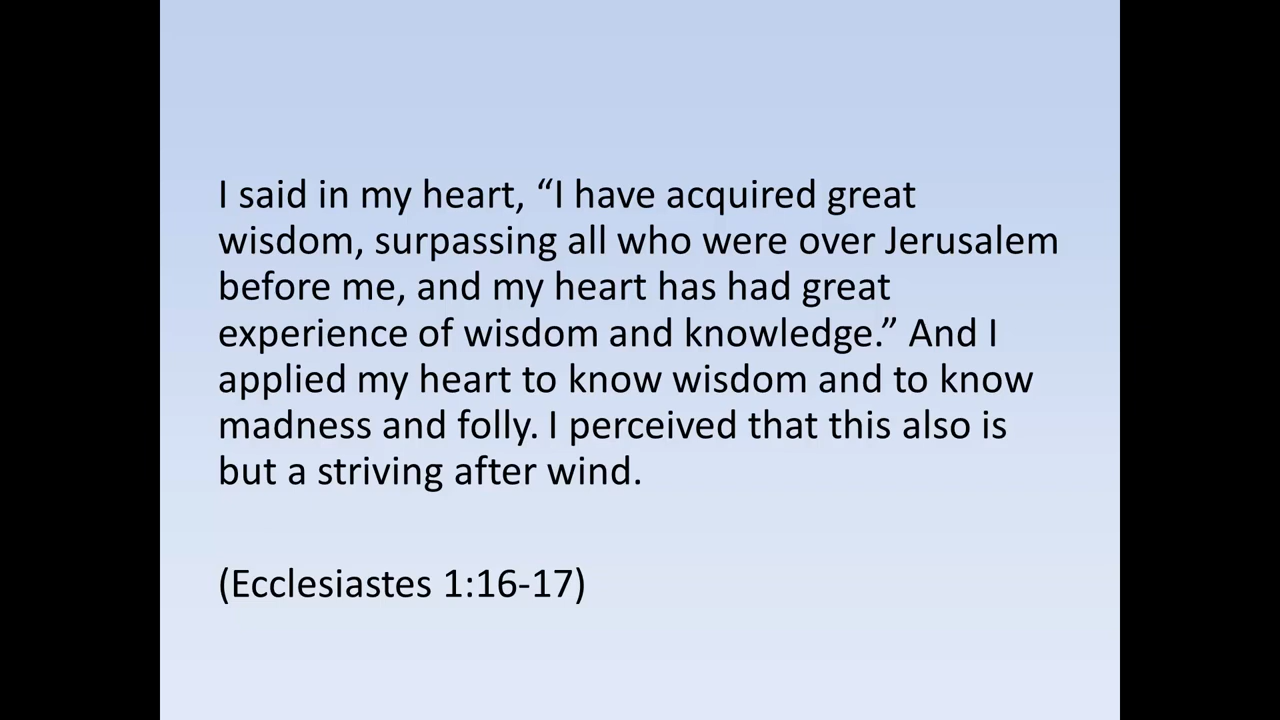 I said in my heart, “I have acquired great
wisdom, surpassing all who were over Jerusalem
before me, and my heart has had great
experience of wisdom and knowledge.” And I
applied my heart to know wisdom and to know
madness and folly. I perceived that this also is
but a striving after wind.
(Ecclesiastes 1:16-17)